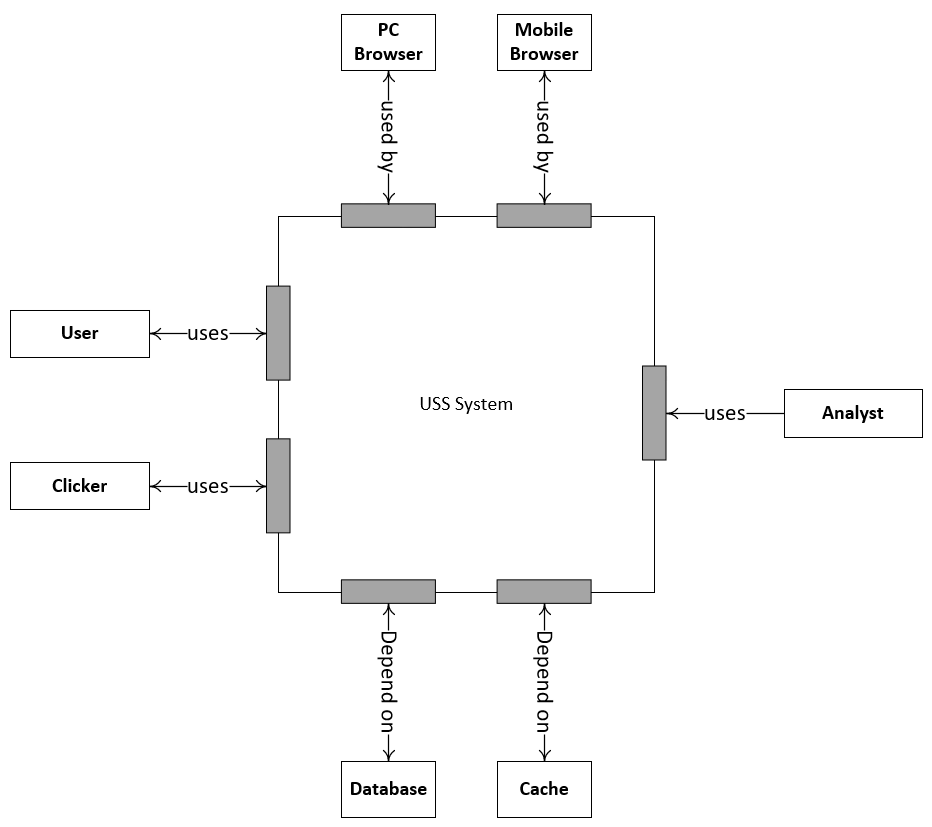 PC
Browser
Mobile
Browser
used by
used by
User
uses
USS System
uses
Analyst
Clicker
uses
Depend on
Depend on
Database
Cache